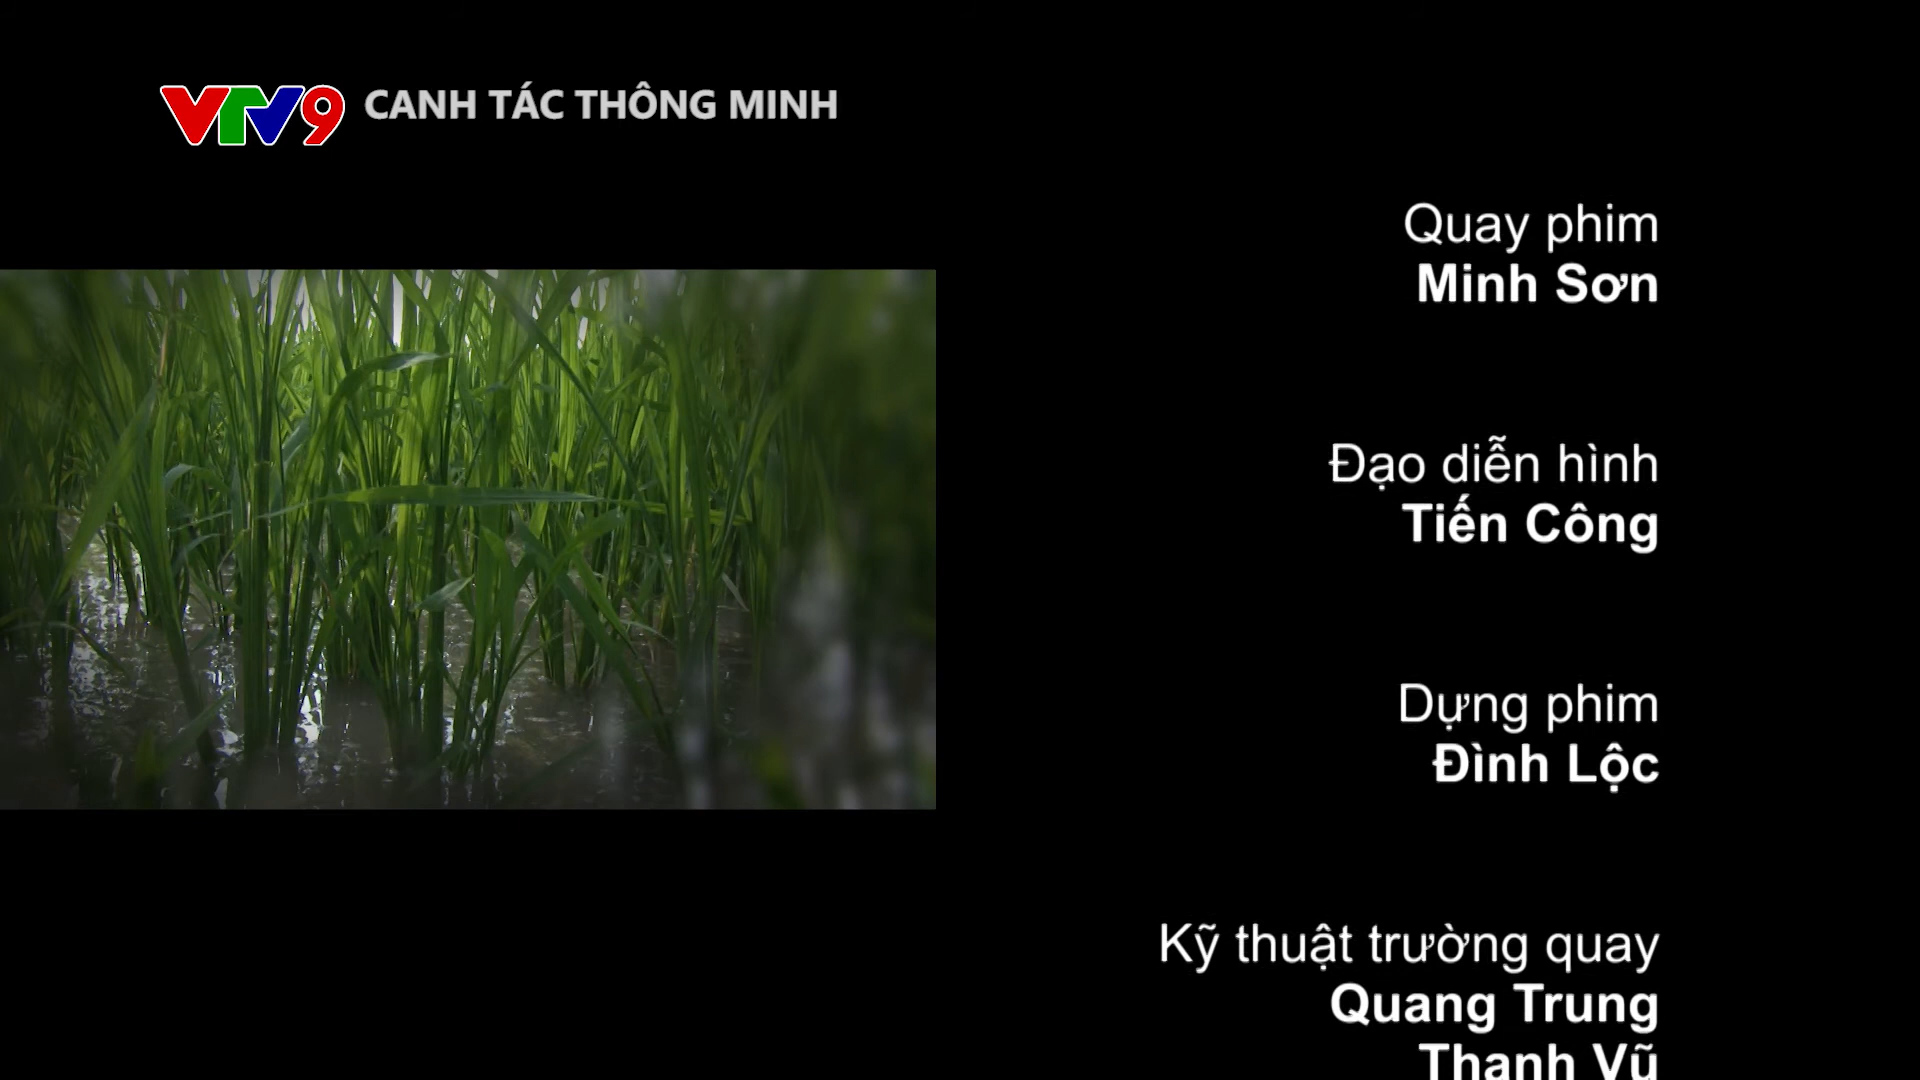 VTV9 CANH TÁC THÔNG MINH
Quay phim
Minh Sơn
Đạo diễn hình
Tiến Công
Dựng phim
Đình Lộc
Kỹ thuật trường quay
Quang Trung
Thanh Vũ